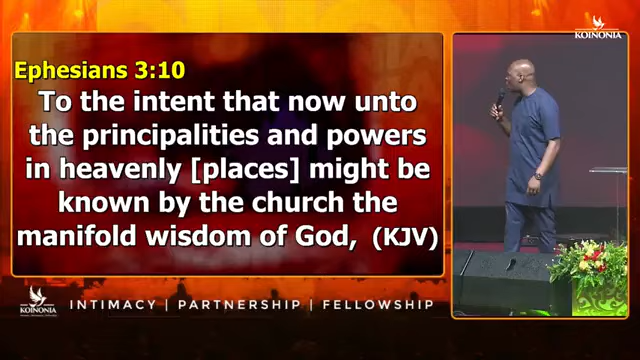 KOINONIA
Ephesians 3:10
To the intent that now unto
the principalities and powers
in heavenly [places] might be
known by the church the
manifold wisdom of God, (KJV)
KOINONIA
INTIMACY | PARTNERSHIP | FELLOWSHIP